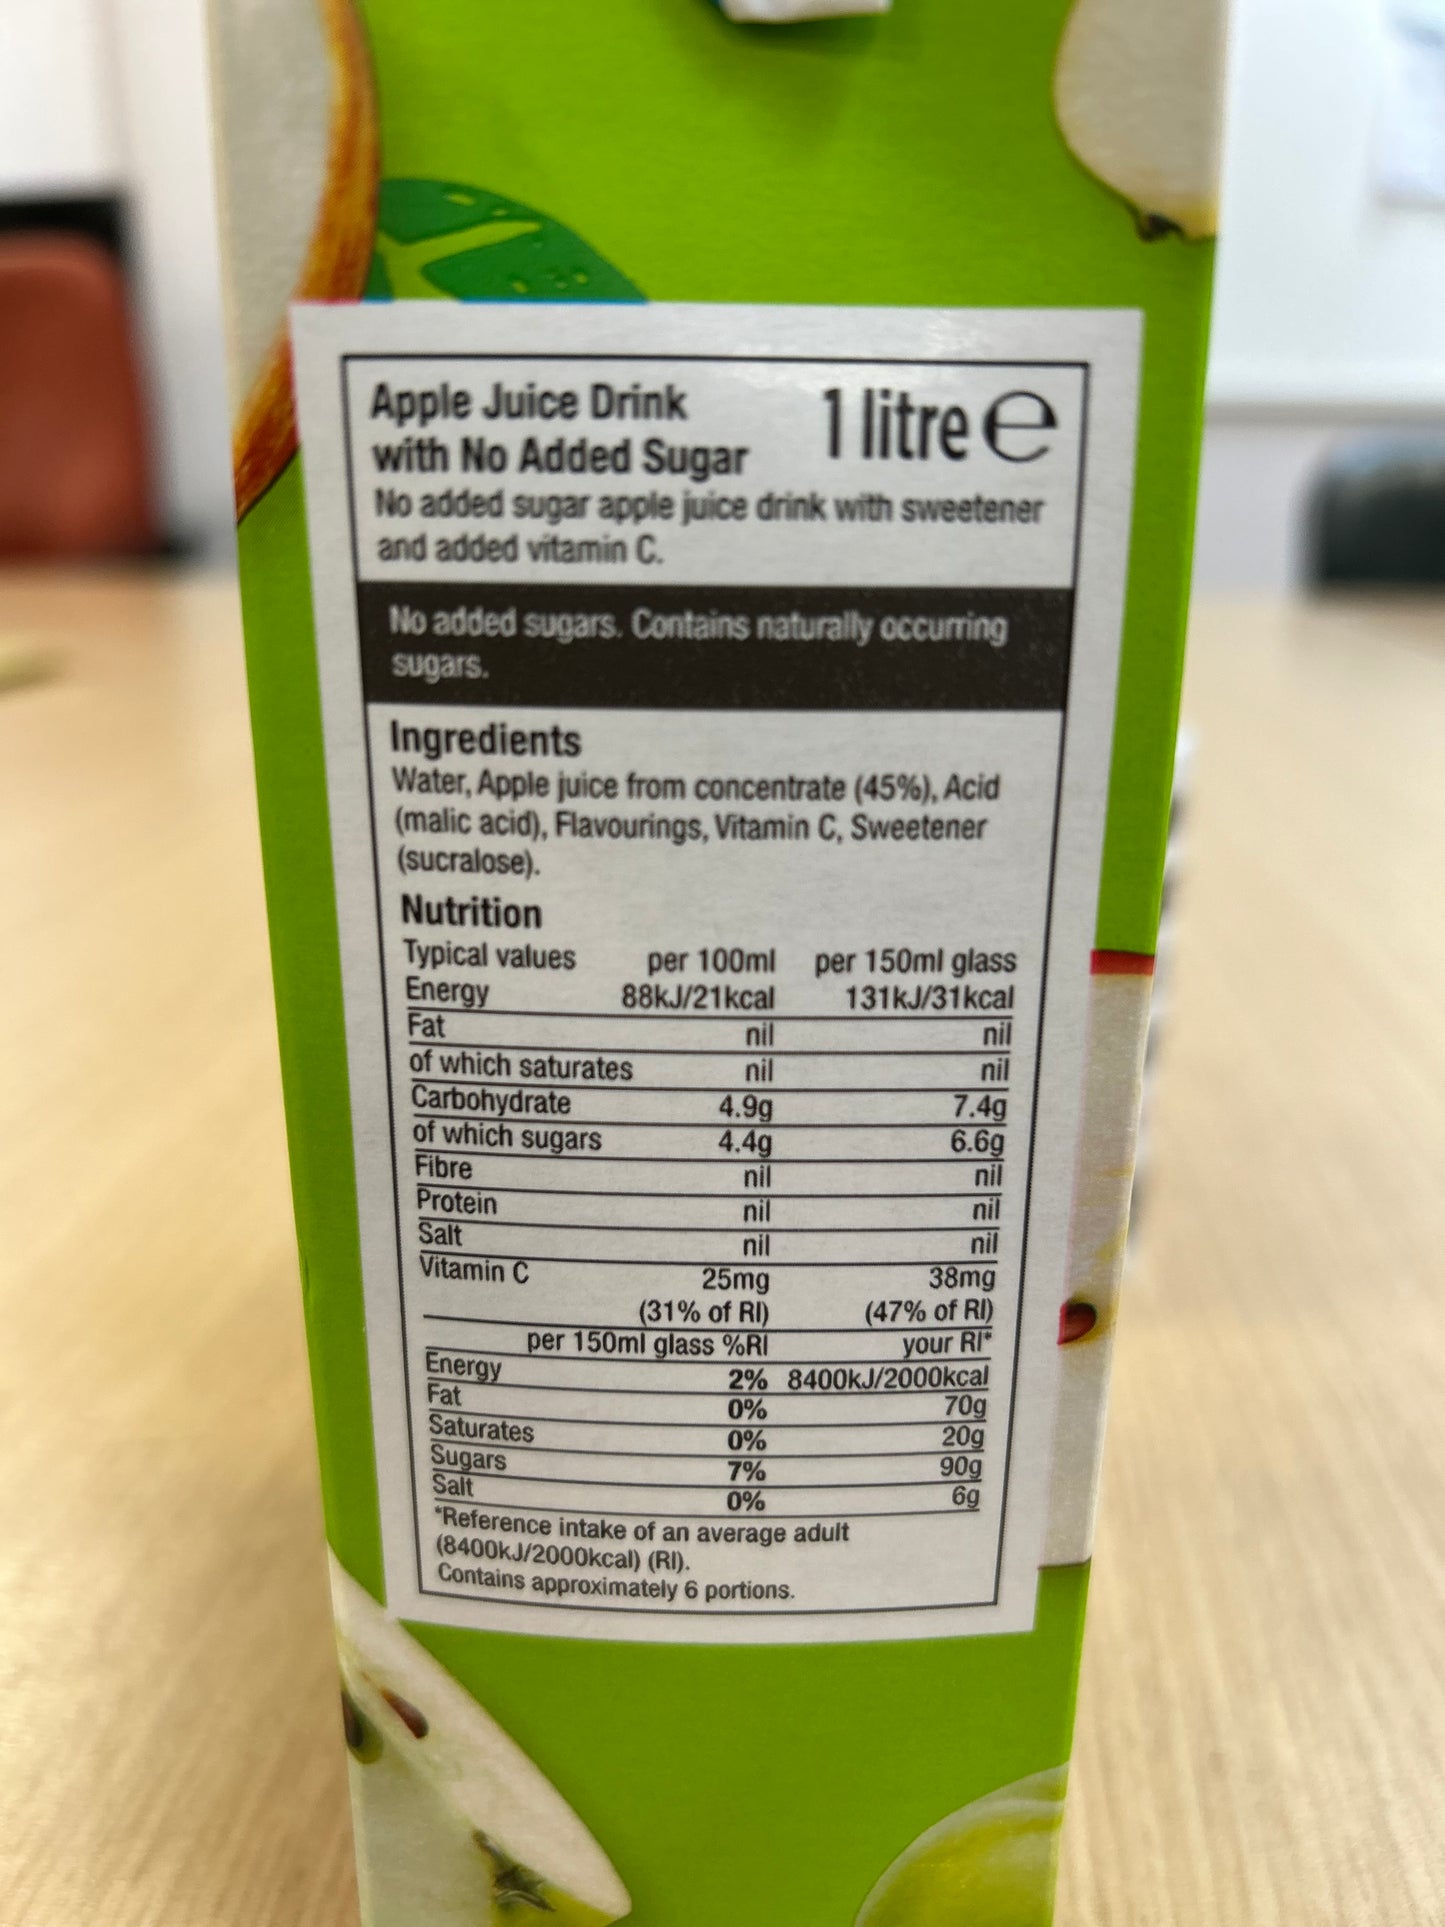 Apple Juice Drink
with No Added Sugar
1 litre ℮
No added sugar apple juice drink with sweetener
and added vitamin C.
No added sugars. Contains naturally occurring
sugars.
Ingredients
Water, Apple juice from concentrate (45%), Acid
(malic acid), Flavourings, Vitamin C, Sweetener
(sucralose).
Nutrition
Typical values per 100ml per 150ml glass
Energy 88kJ/21kcal 131kJ/31kcal
Fat nil nil
of which saturates nil nil
Carbohydrate 4.9g 7.4g
of which sugars 4.4g 6.6g
Fibre nil nil
Protein nil nil
Salt nil nil
Vitamin C 25mg 38mg
(31% of RI) (47% of RI)
per 150ml glass %RI your RI*
Energy 2% 8400kJ/2000kcal
Fat 0% 70g
Saturates 0% 20g
Sugars 7% 90g
Salt 0% 6g
*Reference intake of an average adult
(8400kJ/2000kcal) (RI).
Contains approximately 6 portions.